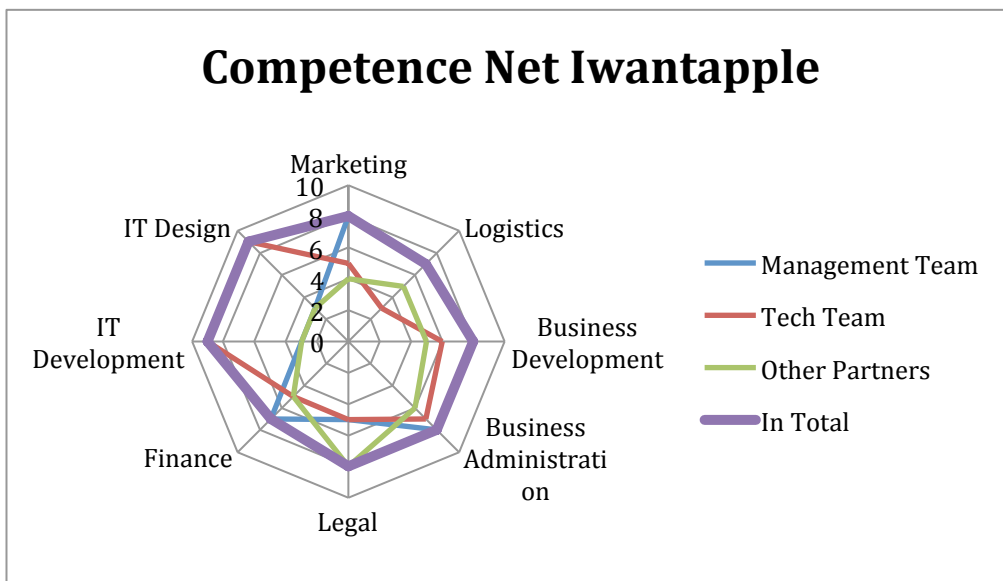 Competence Net Iwantapple
Marketing
10
8
6
4
2
0
Logistics
Business
Development
Business
Administrati
on
Legal
Finance
IT
Development
IT Design
Management Team
Tech Team
Other Partners
In Total